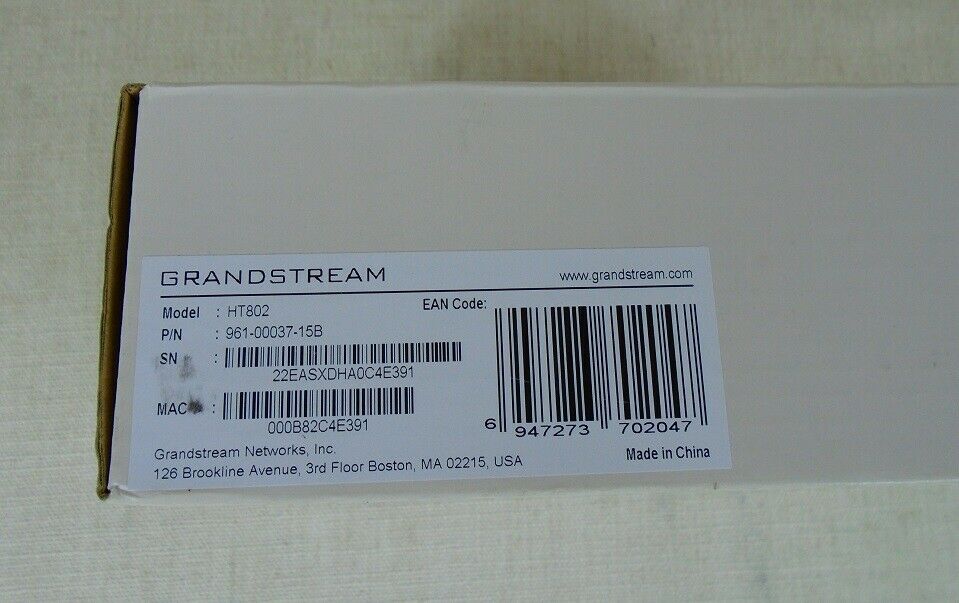 GRANDSTREAM www.grandstream.com
Model : HT802 EAN Code:
P/N : 961-00037-15B
SN :
22EASXDHA0C4E391
MAC :
000B82C4E391
6 947273 702047
Grandstream Networks, Inc.
126 Brookline Avenue, 3rd Floor Boston, MA 02215, USA
Made in China